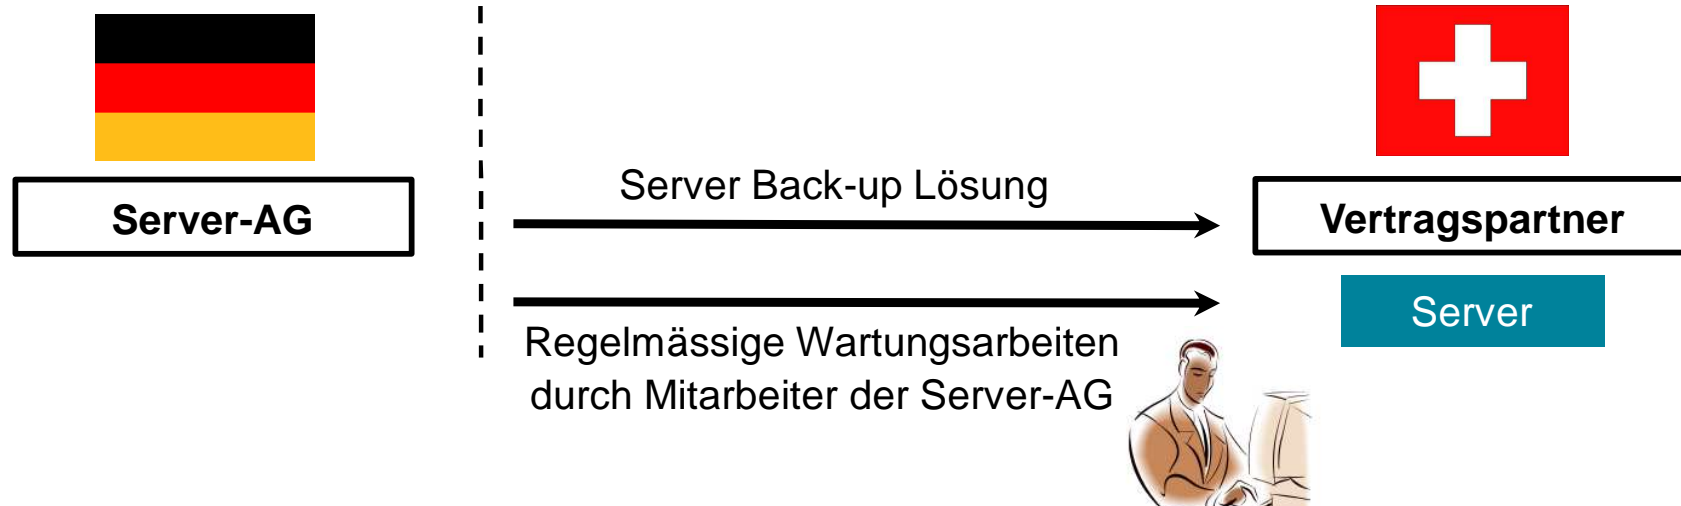 Server-AG
Server Back-up Lösung
Vertragspartner
Server
Regelmässige Wartungsarbeiten
durch Mitarbeiter der Server-AG